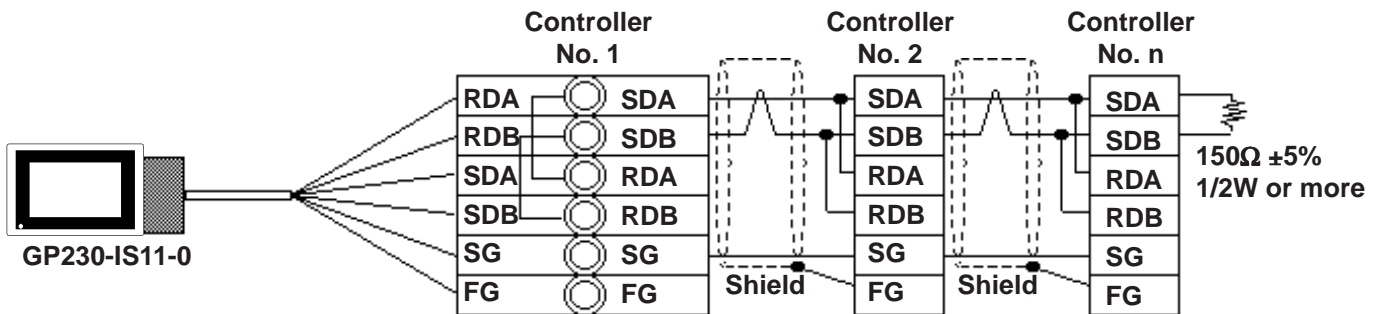 Controller
No. 1
Controller
No. 2
Controller
No. n
RDA SDA SDA SDA
RDB SDB SDB SDB
SDA RDA RDA RDA
SDB RDB RDB RDB
SG SG SG SG
FG FG FG FG
Shield Shield
150Ω ±5%
1/2W or more
GP230-IS11-0